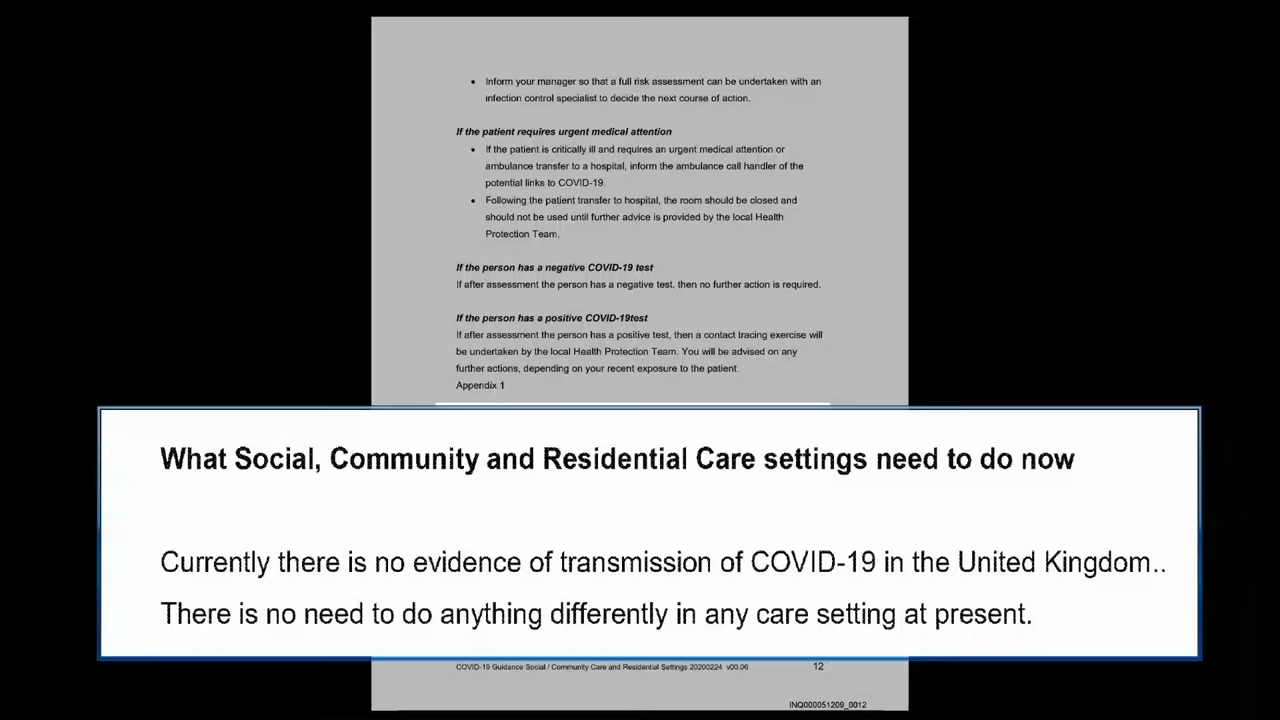 • Inform your manager so that a full risk assessment can be undertaken with an
infection control specialist to decide the next course of action.
If the patient requires urgent medical attention
• If the patient is critically ill and requires an urgent medical attention or
ambulance transfer to a hospital, inform the ambulance call handler of the
potential links to COVID-19.
• Following the patient transfer to hospital, the room should be closed and
should not be used until further advice is provided by the local Health
Protection Team.
If the person has a negative COVID-19 test
If after assessment the person has a negative test, then no further action is required.
If the person has a positive COVID-19test
If after assessment the person has a positive test, then a contact tracing exercise will
be undertaken by the local Health Protection Team. You will be advised on any
further actions, depending on your recent exposure to the patient.
Appendix 1
What Social, Community and Residential Care settings need to do now
Currently there is no evidence of transmission of COVID-19 in the United Kingdom..
There is no need to do anything differently in any care setting at present.
COVID-19 Guidance Social / Community Care and Residential Settings 20200224 v00.06 12
INQ000051209_0012